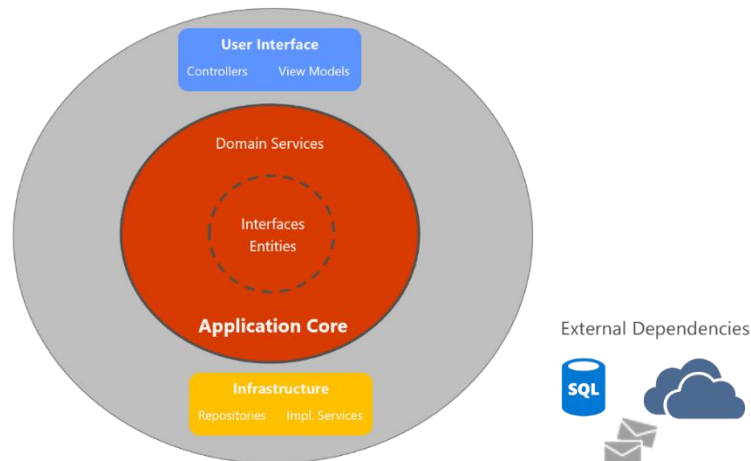 User Interface
Controllers View Models
Domain Services
Interfaces
Entities
Application Core
Infrastructure
Repositories Impl. Services
External Dependencies
SQL